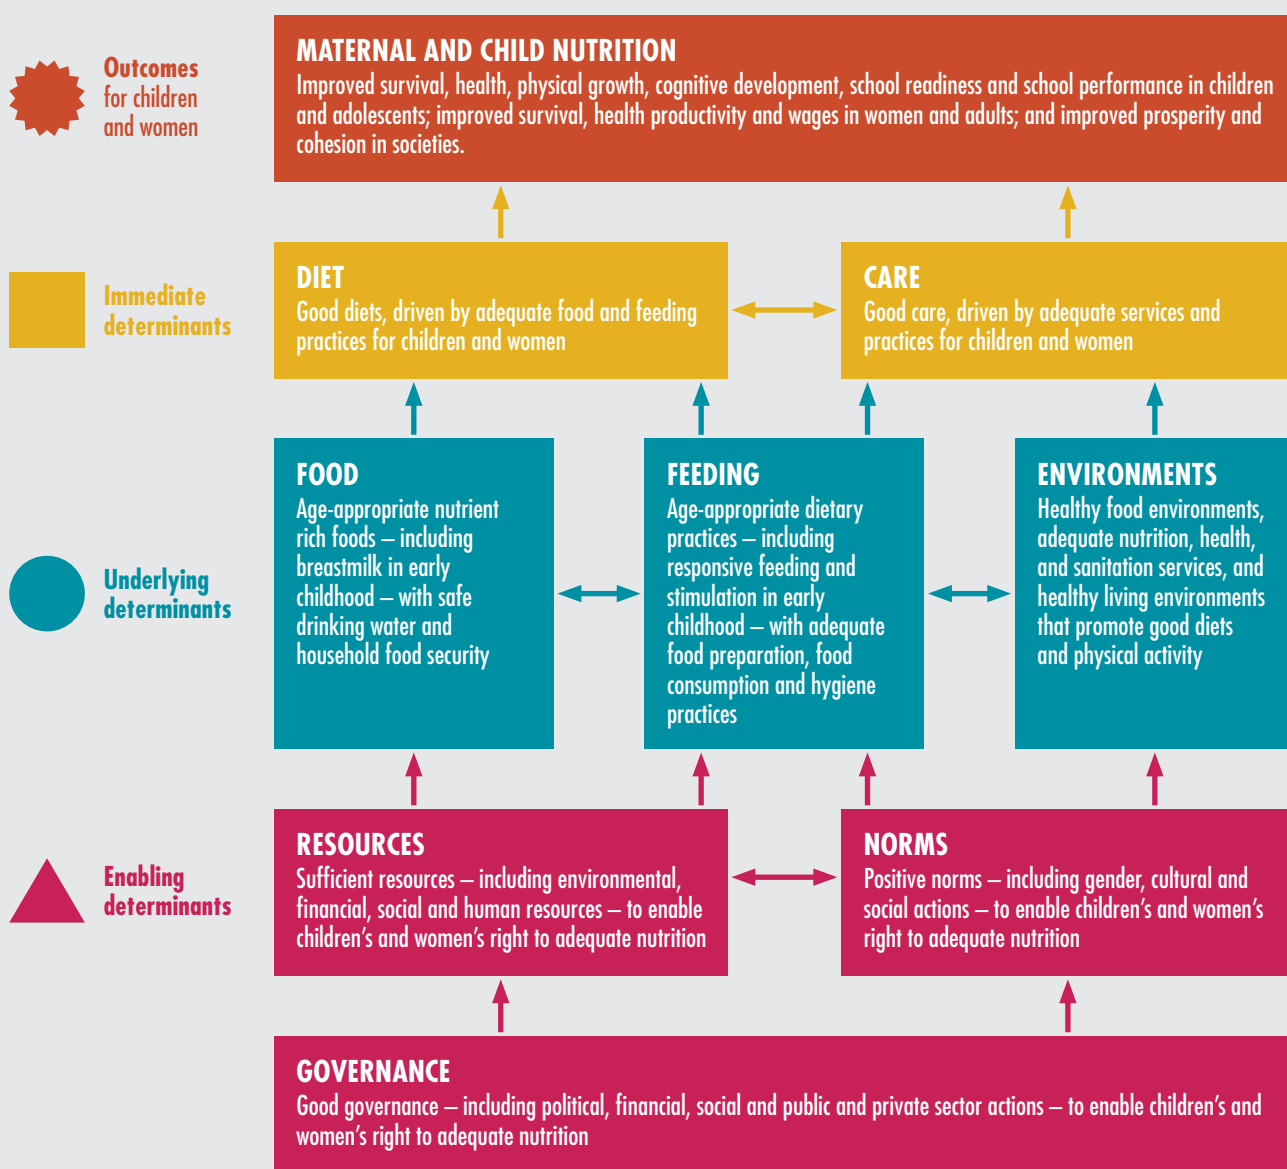 Outcomes
for children
and women
MATERNAL AND CHILD NUTRITION
Improved survival, health, physical growth, cognitive development, school readiness and school performance in children
and adolescents; improved survival, health productivity and wages in women and adults; and improved prosperity and
cohesion in societies.
Immediate
determinants
DIET
Good diets, driven by adequate food and feeding
practices for children and women
CARE
Good care, driven by adequate services and
practices for children and women
Underlying
determinants
FOOD
Age-appropriate nutrient
rich foods – including
breastmilk in early
childhood – with safe
drinking water and
household food security
FEEDING
Age-appropriate dietary
practices – including
responsive feeding and
stimulation in early
childhood – with adequate
food preparation, food
consumption and hygiene
practices
ENVIRONMENTS
Healthy food environments,
adequate nutrition, health,
and sanitation services, and
healthy living environments
that promote good diets
and physical activity
Enabling
determinants
RESOURCES
Sufficient resources – including environmental,
financial, social and human resources – to enable
children’s and women’s right to adequate nutrition
NORMS
Positive norms – including gender, cultural and
social actions – to enable children’s and women’s
right to adequate nutrition
GOVERNANCE
Good governance – including political, financial, social and public and private sector actions – to enable children’s and
women’s right to adequate nutrition